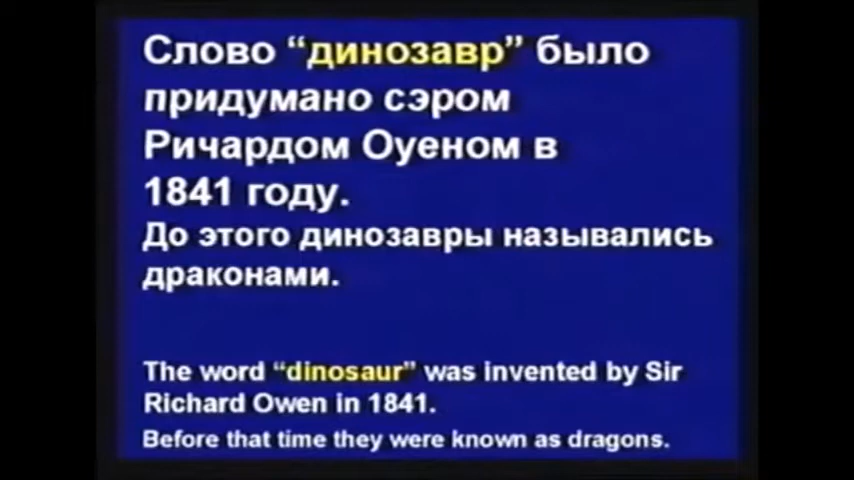 Слово “динозавр” было
придумано сэром
Ричардом Оуеном в
1841 году.
До этого динозавры назывались
драконами.
The word “dinosaur” was invented by Sir
Richard Owen in 1841.
Before that time they were known as dragons.